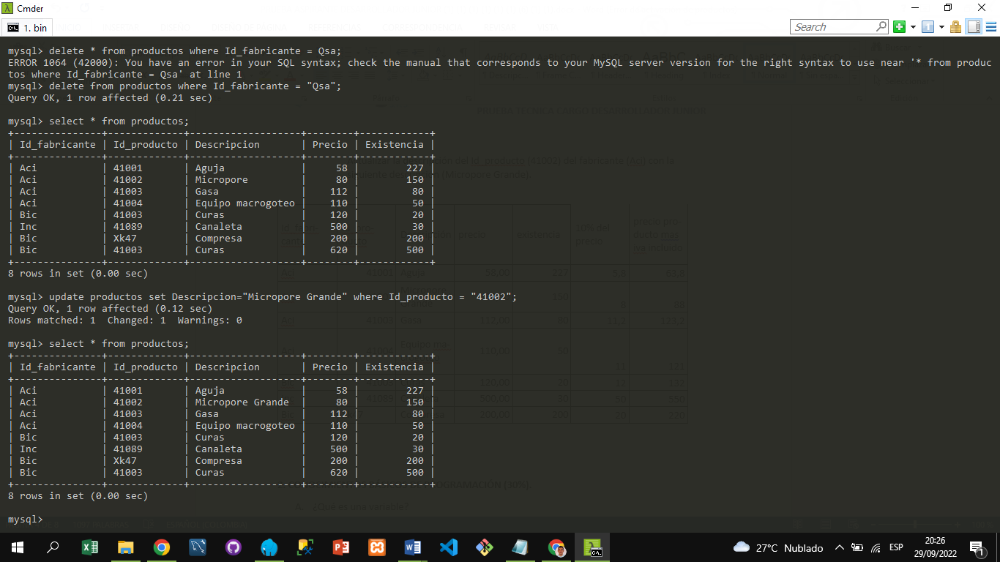 Cmder
1. bin
Search
mysql> delete * from productos where Id_fabricante = Qsa;
ERROR 1064 (42000): You have an error in your SQL syntax; check the manual that corresponds to your MySQL server version for the right syntax to use near '* from produc
tos where Id_fabricante = Qsa' at line 1
mysql> delete from productos where Id_fabricante = "Qsa";
Query OK, 1 row affected (0.21 sec)
mysql> select * from productos;
+---------------+-------------+-------------------+--------+------------+
| Id_fabricante | Id_producto | Descripcion | Precio | Existencia |
+---------------+-------------+-------------------+--------+------------+
| Aci | 41001 | Aguja | 58 | 227 |
| Aci | 41002 | Micropore | 80 | 150 |
| Aci | 41003 | Gasa | 112 | 80 |
| Aci | 41004 | Equipo macrogoteo | 110 | 50 |
| Bic | 41003 | Curas | 120 | 20 |
| Inc | 41089 | Canaleta | 500 | 30 |
| Bic | Xk47 | Compresa | 200 | 200 |
| Bic | 41003 | Curas | 620 | 500 |
+---------------+-------------+-------------------+--------+------------+
8 rows in set (0.00 sec)
mysql> update productos set Descripcion="Micropore Grande" where Id_producto = "41002";
Query OK, 1 row affected (0.12 sec)
Rows matched: 1  Changed: 1  Warnings: 0
mysql> select * from productos;
+---------------+-------------+-------------------+--------+------------+
| Id_fabricante | Id_producto | Descripcion | Precio | Existencia |
+---------------+-------------+-------------------+--------+------------+
| Aci | 41001 | Aguja | 58 | 227 |
| Aci | 41002 | Micropore Grande | 80 | 150 |
| Aci | 41003 | Gasa | 112 | 80 |
| Aci | 41004 | Equipo macrogoteo | 110 | 50 |
| Bic | 41003 | Curas | 120 | 20 |
| Inc | 41089 | Canaleta | 500 | 30 |
| Bic | Xk47 | Compresa | 200 | 200 |
| Bic | 41003 | Curas | 620 | 500 |
+---------------+-------------+-------------------+--------+------------+
8 rows in set (0.00 sec)
A. ¿Qué es una variable?
mysql>
27°C Nublado
ESP
20:26
29/09/2022
1